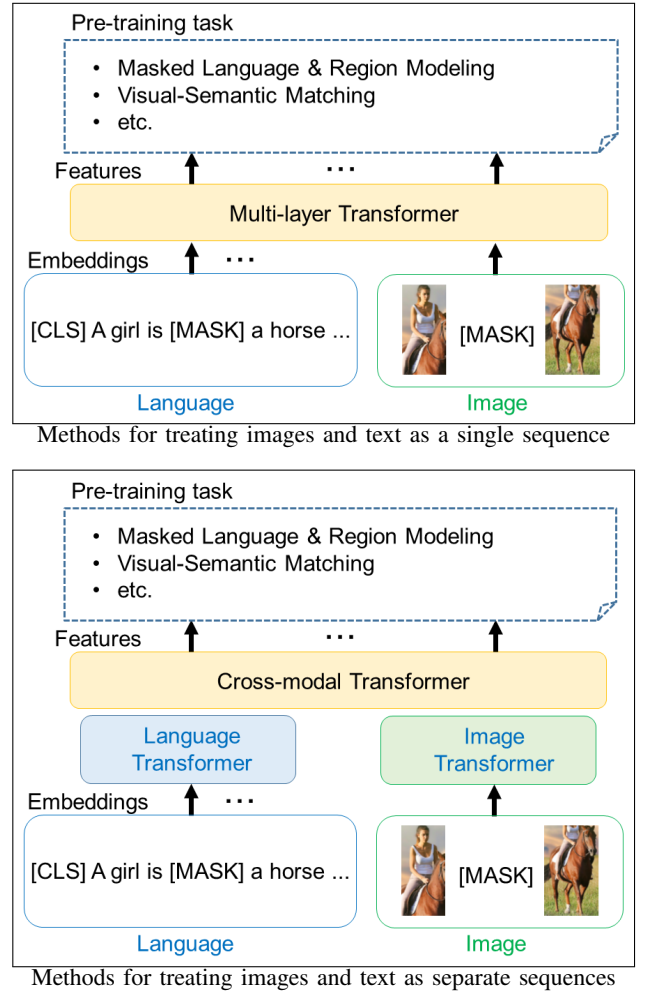 Pre-training task
• Masked Language & Region Modeling
• Visual-Semantic Matching
• etc.
Features ...
Multi-layer Transformer
Embeddings ...
[CLS] A girl is [MASK] a horse ... [MASK]
Language Image
Methods for treating images and text as a single sequence
Pre-training task
• Masked Language & Region Modeling
• Visual-Semantic Matching
• etc.
Features ...
Cross-modal Transformer
Language
Transformer
Image
Transformer
Embeddings ...
[CLS] A girl is [MASK] a horse ... [MASK]
Language Image
Methods for treating images and text as separate sequences